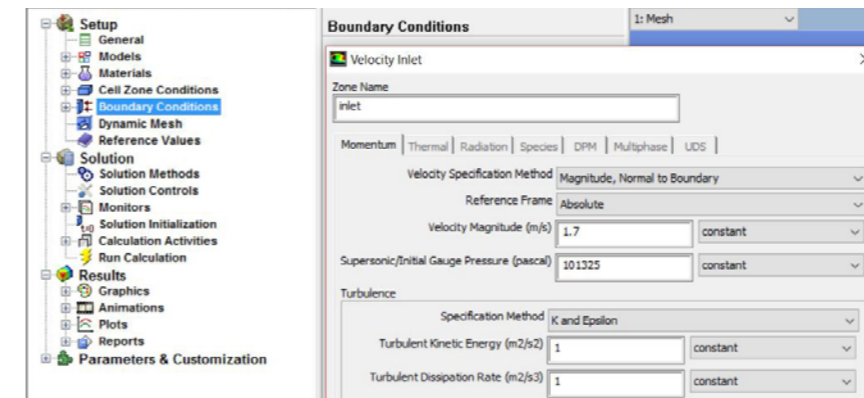 Setup
General
Models
Materials
Cell Zone Conditions
Boundary Conditions
Dynamic Mesh
Reference Values
Solution
Solution Methods
Solution Controls
Monitors
Solution Initialization
Calculation Activities
Run Calculation
Results
Graphics
Animations
Plots
Reports
Parameters & Customization
Boundary Conditions
1: Mesh
Velocity Inlet
Zone Name
inlet
Momentum Thermal Radiation Species DPM Multiphase UDS
Velocity Specification Method Magnitude, Normal to Boundary
Reference Frame Absolute
Velocity Magnitude (m/s) 1.7 constant
Supersonic/Initial Gauge Pressure (pascal) 101325 constant
Turbulence
Specification Method K and Epsilon
Turbulent Kinetic Energy (m2/s2) 1 constant
Turbulent Dissipation Rate (m2/s3) 1 constant